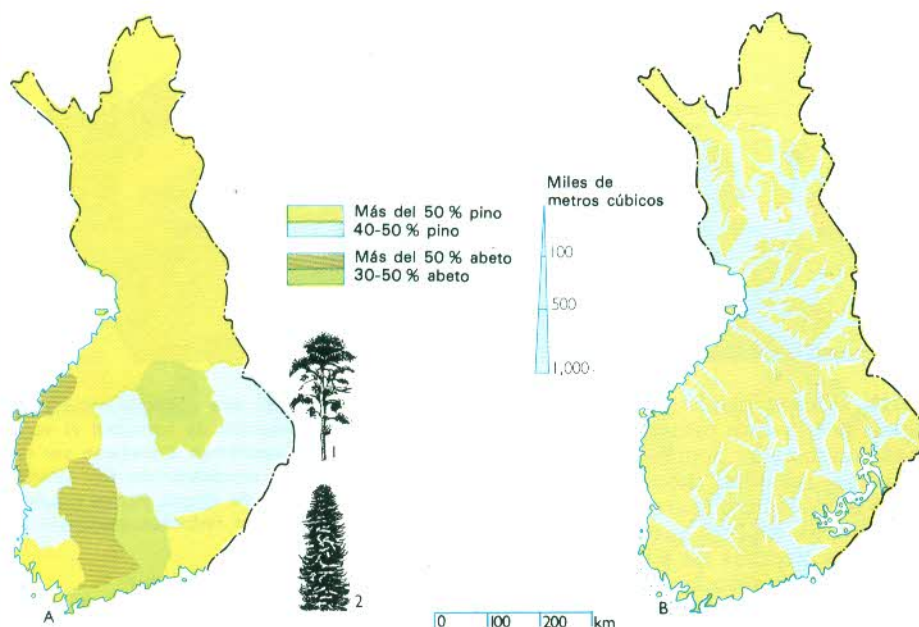 Más del 50 % pino
40-50 % pino
Más del 50 % abeto
30-50 % abeto
1
2
A
Miles de
metros cúbicos
100
500
1,000
B
0 100 200 km